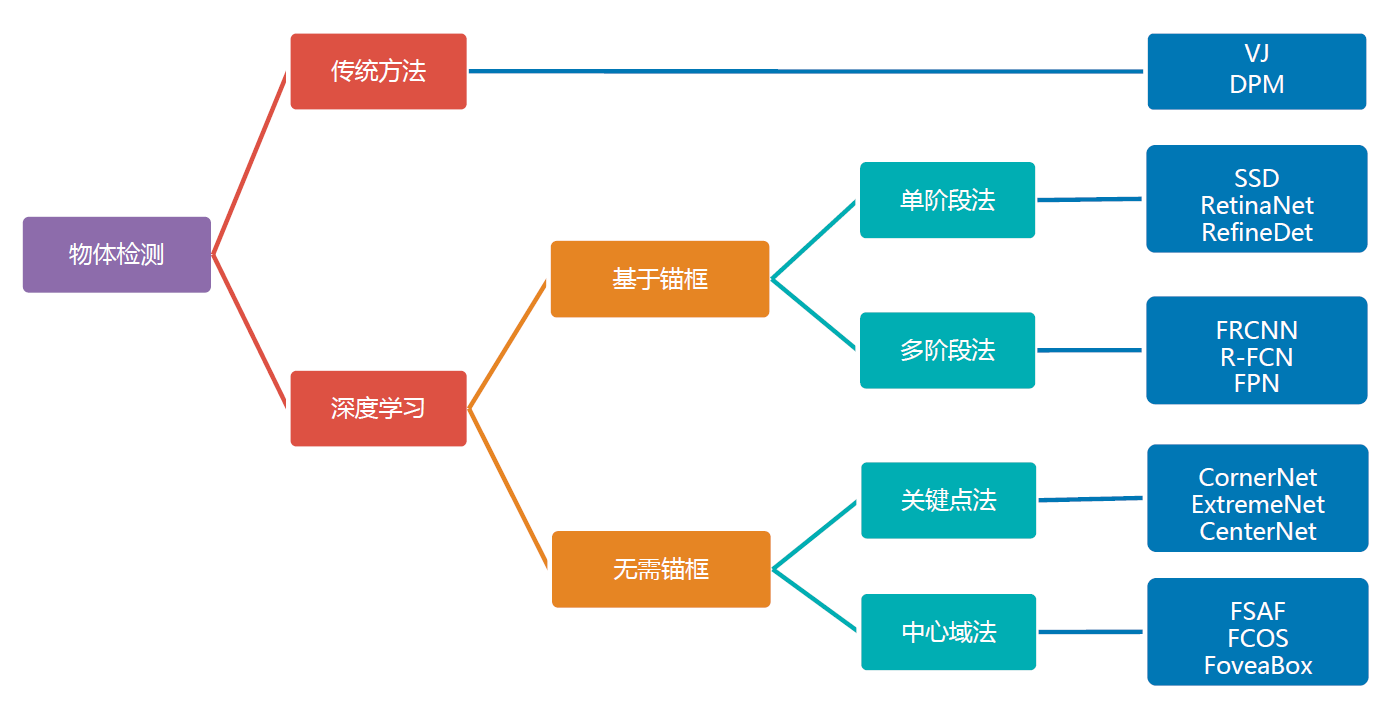 物体检测
传统方法
VJ
DPM
深度学习
基于锚框
单阶段法
SSD
RetinaNet
RefineDet
多阶段法
FRCNN
R-FCN
FPN
无需锚框
关键点法
CornerNet
ExtremeNet
CenterNet
中心域法
FSAF
FCOS
FoveaBox